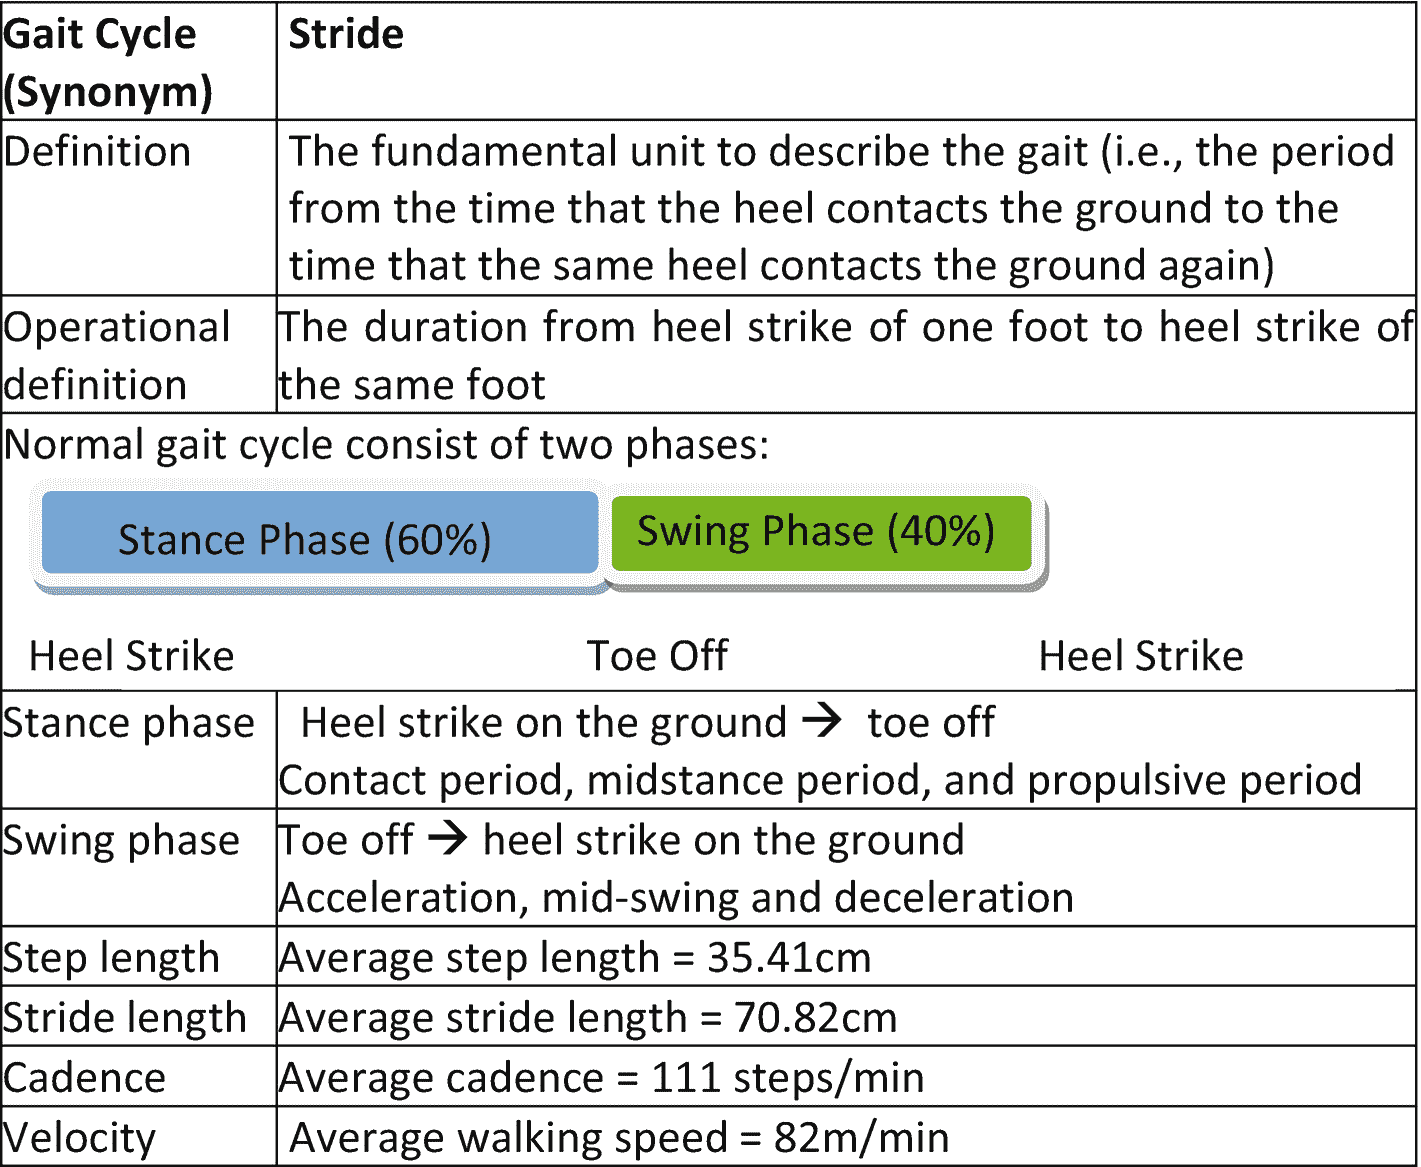 Gait Cycle Stride
(Synonym)
Definition The fundamental unit to describe the gait (i.e., the period
from the time that the heel contacts the ground to the
time that the same heel contacts the ground again)
Operational The duration from heel strike of one foot to heel strike of
definition the same foot
Normal gait cycle consist of two phases:
Stance Phase (60%) Swing Phase (40%)
Heel Strike Toe Off Heel Strike
Stance phase Heel strike on the ground → toe off
Contact period, midstance period, and propulsive period
Swing phase Toe off → heel strike on the ground
Acceleration, mid-swing and deceleration
Step length Average step length = 35.41cm
Stride length Average stride length = 70.82cm
Cadence Average cadence = 111 steps/min
Velocity Average walking speed = 82m/min